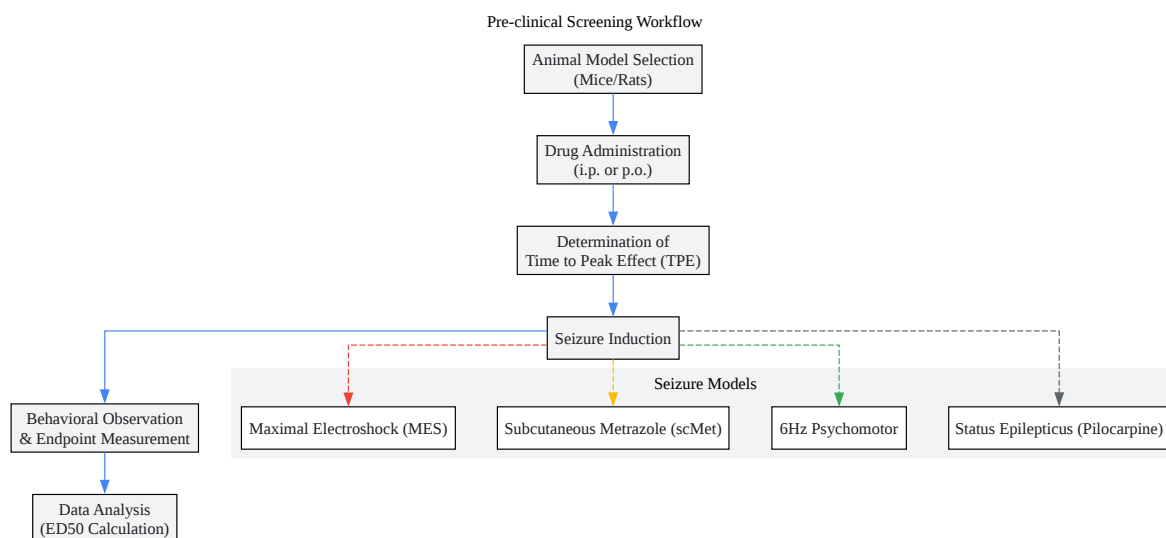 Pre-clinical Screening Workflow
Animal Model Selection
(Mice/Rats)
Drug Administration
(i.p. or p.o.)
Determination of
Time to Peak Effect (TPE)
Seizure Induction
Seizure Models
Behavioral Observation
& Endpoint Measurement
Maximal Electroshock (MES)
Subcutaneous Metrazole (scMet)
6Hz Psychomotor
Status Epilepticus (Pilocarpine)
Data Analysis
(ED50 Calculation)